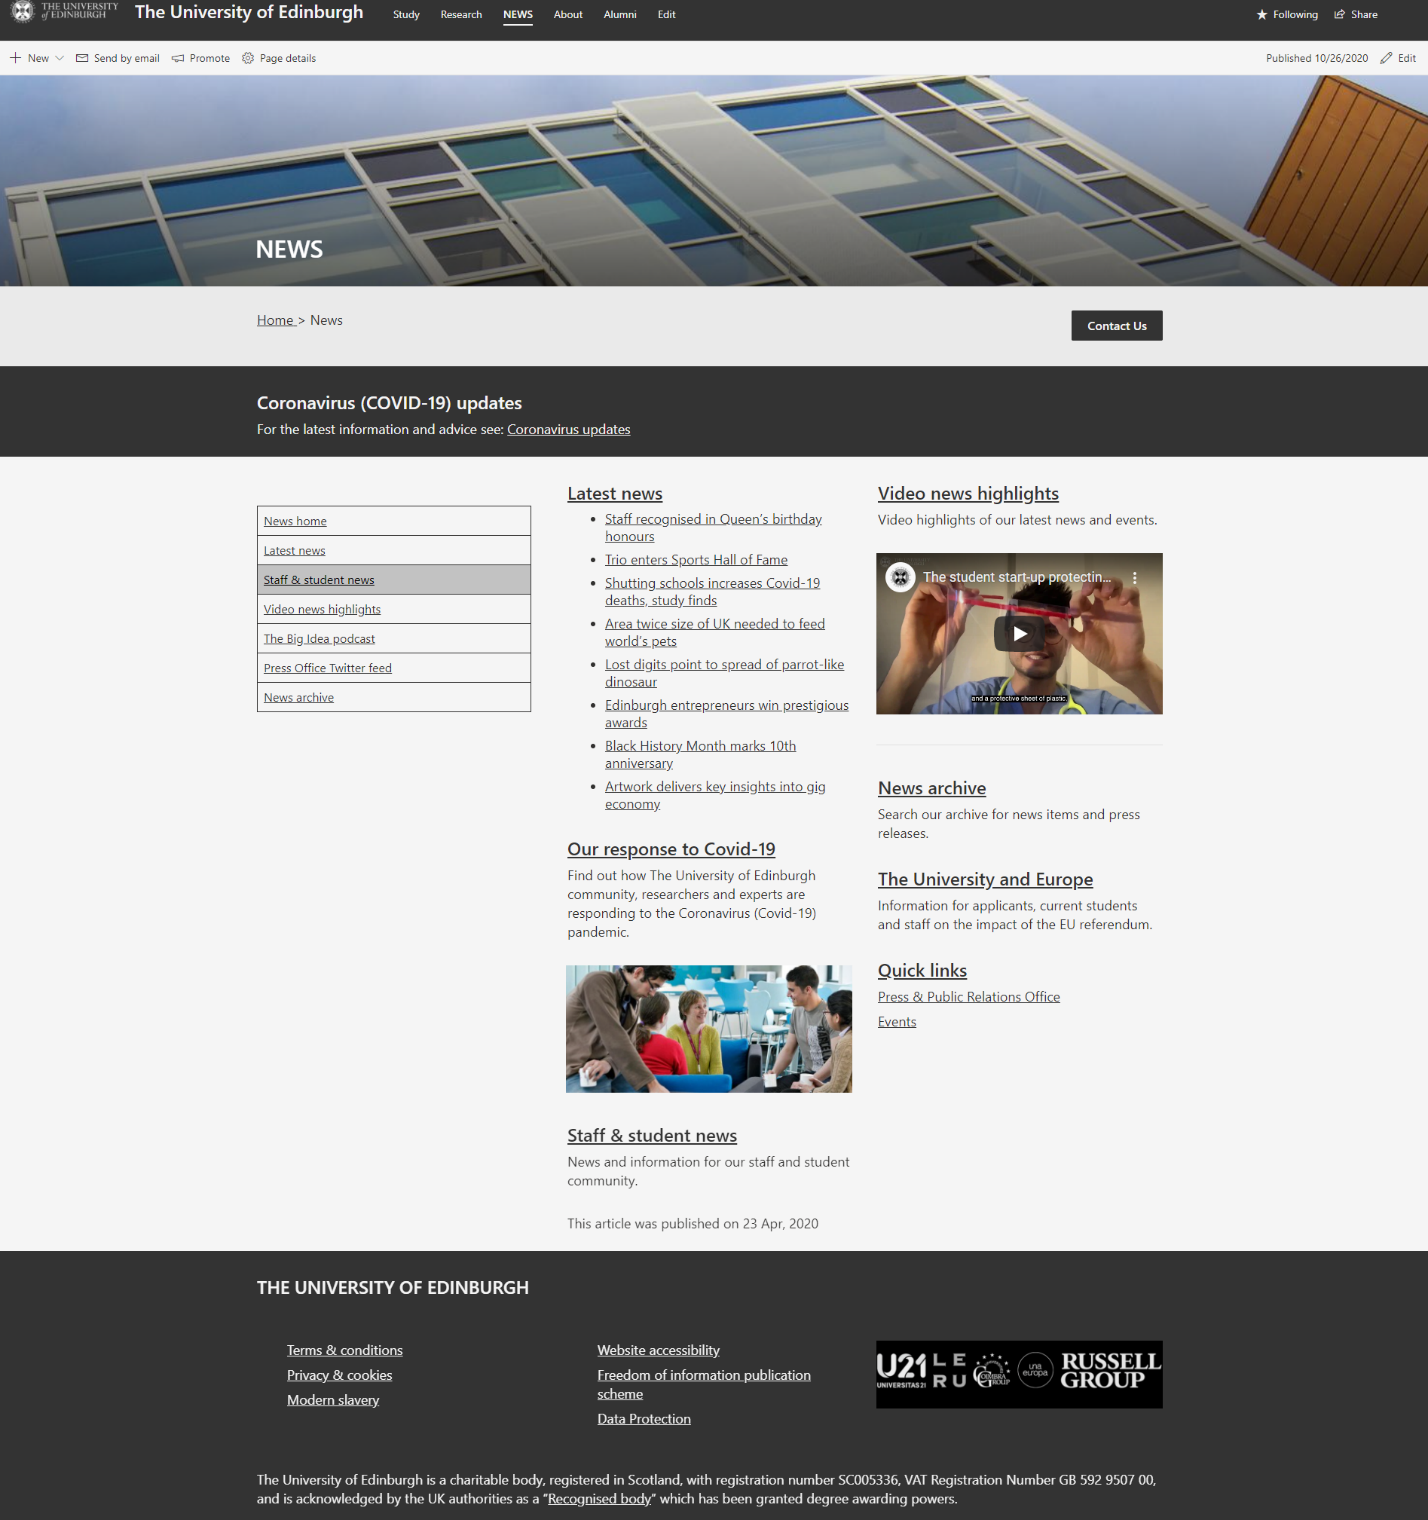 THE UNIVERSITY
of EDINBURGH
The University of Edinburgh
Study Research NEWS About Alumni Edit
Following Share
New Send by email Promote Page details
Published 10/26/2020 Edit
NEWS
Home > News
Contact Us
Coronavirus (COVID-19) updates
For the latest information and advice see: Coronavirus updates
News home
Latest news
Staff & student news
Video news highlights
The Big Idea podcast
Press Office Twitter feed
News archive
Latest news
Staff recognised in Queen's birthday
honours
Trio enters Sports Hall of Fame
Shutting schools increases Covid-19
deaths, study finds
Area twice size of UK needed to feed
world's pets
Lost digits point to spread of parrot-like
dinosaur
Edinburgh entrepreneurs win prestigious
awards
Black History Month marks 10th
anniversary
Artwork delivers key insights into gig
economy
Our response to Covid-19
Find out how The University of Edinburgh
community, researchers and experts are
responding to the Coronavirus (Covid-19)
pandemic.
Staff & student news
News and information for our staff and student
community.
This article was published on 23 Apr, 2020
Video news highlights
Video highlights of our latest news and events.
The student start-up protectin...
and a protective sheet of plastic,
News archive
Search our archive for news items and press
releases.
The University and Europe
Information for applicants, current students
and staff on the impact of the EU referendum.
Quick links
Press & Public Relations Office
Events
THE UNIVERSITY OF EDINBURGH
Terms & conditions
Privacy & cookies
Modern slavery
Website accessibility
Freedom of information publication
scheme
Data Protection
U21
UNIVERSITAS 21
LE
RU
COIMBRA
GROUP
una
europa
RUSSELL
GROUP
The University of Edinburgh is a charitable body, registered in Scotland, with registration number SC005336, VAT Registration Number GB 592 9507 00,
and is acknowledged by the UK authorities as a "Recognised body" which has been granted degree awarding powers.